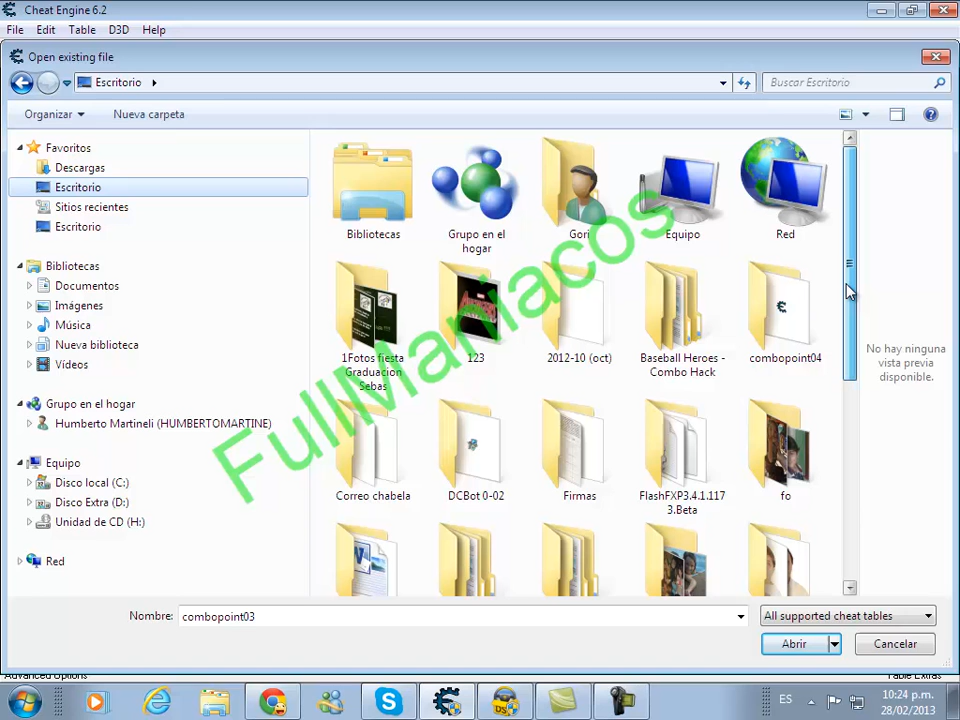 Cheat Engine 6.2
File Edit Table D3D Help
Open existing file
Escritorio
Buscar Escritorio
Organizar
Nueva carpeta
Favoritos
Descargas
Escritorio
Sitios recientes
Escritorio
Bibliotecas
Documentos
Imágenes
Música
Nueva biblioteca
Vídeos
Grupo en el hogar
Humberto Martineli (HUMBERTOMARTINE)
Equipo
Disco local (C:)
Disco Extra (D:)
Unidad de CD (H:)
Red
Bibliotecas
Grupo en el
hogar
Gori
Equipo
Red
1Fotos fiesta
Graduacion
Sebas
123
2012-10 (oct)
Baseball Heroes -
Combo Hack
combopoint04
Correo chabela
DCBot 0-02
Firmas
FlashFXP3.4.1.117
3.Beta
fo
FullManiacos
No hay ninguna
vista previa
disponible.
Nombre:
combopoint03
All supported cheat tables
Abrir
Cancelar
Advanced Options
Table Extras
ES
10:24 p.m.
28/02/2013